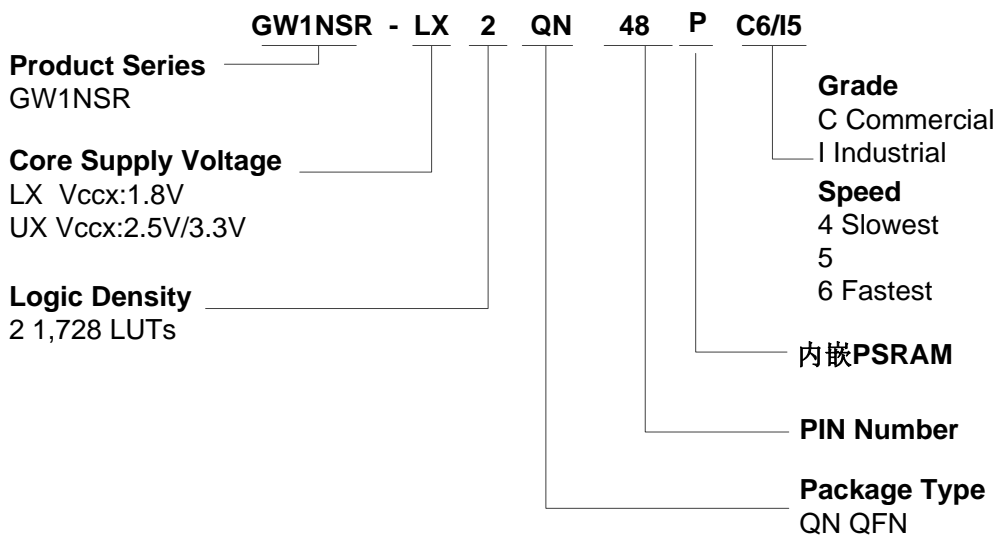 GW1NSR - LX 2 QN 48 P C6/I5
Product Series
GW1NSR
Core Supply Voltage
LX Vccx:1.8V
UX Vccx:2.5V/3.3V
Logic Density
2 1,728 LUTs
Grade
C Commercial
I Industrial
Speed
4 Slowest
5
6 Fastest
内嵌PSRAM
PIN Number
Package Type
QN QFN